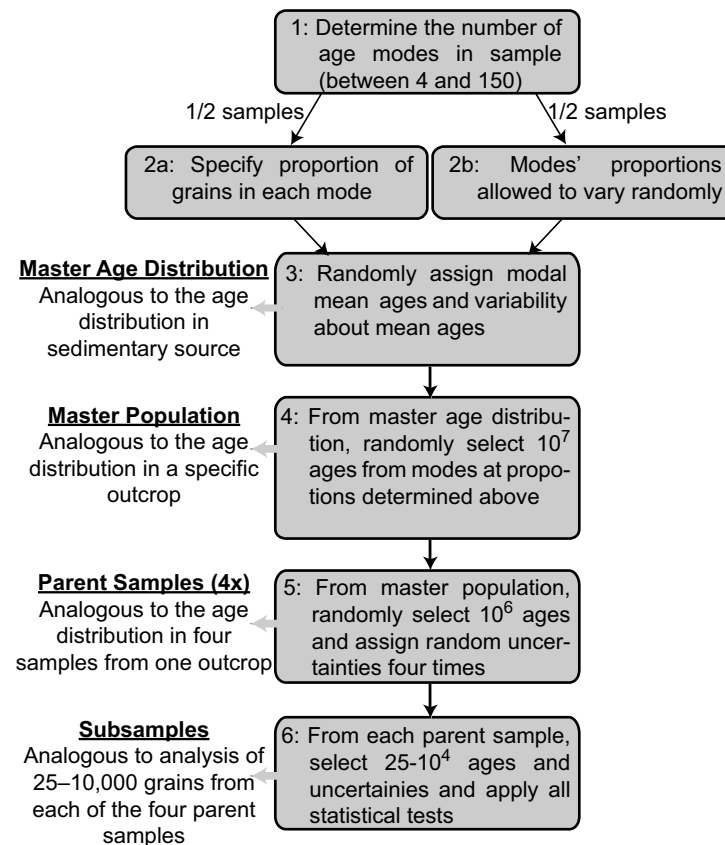 1: Determine the number of
age modes in sample
(between 4 and 150)
1/2 samples
1/2 samples
2a: Specify proportion of
grains in each mode
2b: Modes' proportions
allowed to vary randomly
Master Age Distribution
Analogous to the age
distribution in
sedimentary source
3: Randomly assign modal
mean ages and variability
about mean ages
Master Population
Analogous to the age
distribution in a specific
outcrop
4: From master age distribu-
tion, randomly select 10⁷
ages from modes at propo-
tions determined above
Parent Samples (4x)
Analogous to the age
distribution in four
samples from one outcrop
5: From master population,
randomly select 10⁶ ages
and assign random uncer-
tainties four times
Subsamples
Analogous to analysis of
25–10,000 grains from
each of the four parent
samples
6: From each parent sample,
select 25-10⁴ ages and
uncertainies and apply all
statistical tests